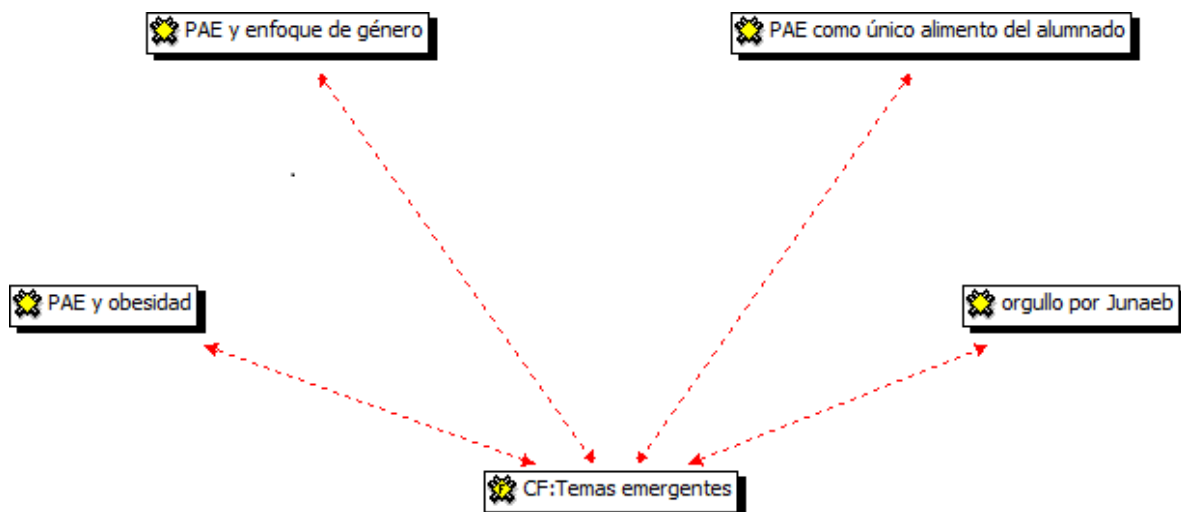 PAE y enfoque de género
PAE como único alimento del alumnado
PAE y obesidad
orgullo por Junaeb
CF:Temas emergentes